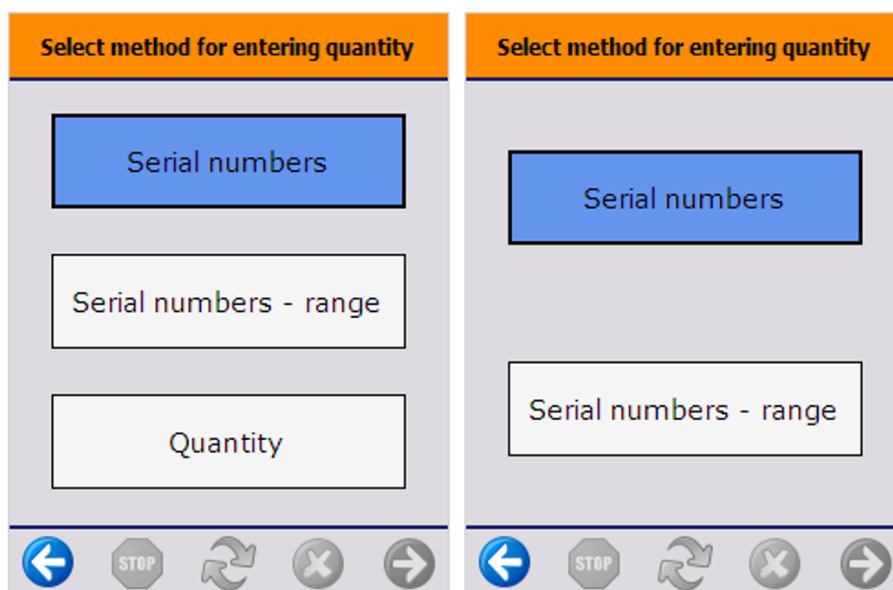 Select method for entering quantity
Serial numbers
Serial numbers - range
Quantity
STOP
Select method for entering quantity
Serial numbers
Serial numbers - range
STOP